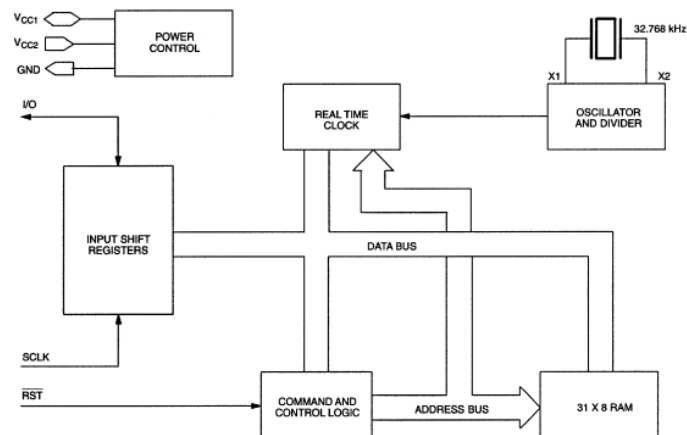 VCC1
VCC2
GND
POWER
CONTROL
32.768 kHz
X1
X2
I/O
REAL TIME
CLOCK
OSCILLATOR
AND DIVIDER
INPUT SHIFT
REGISTERS
DATA BUS
SCLK
RST
COMMAND AND
CONTROL LOGIC
ADDRESS BUS
31 X 8 RAM